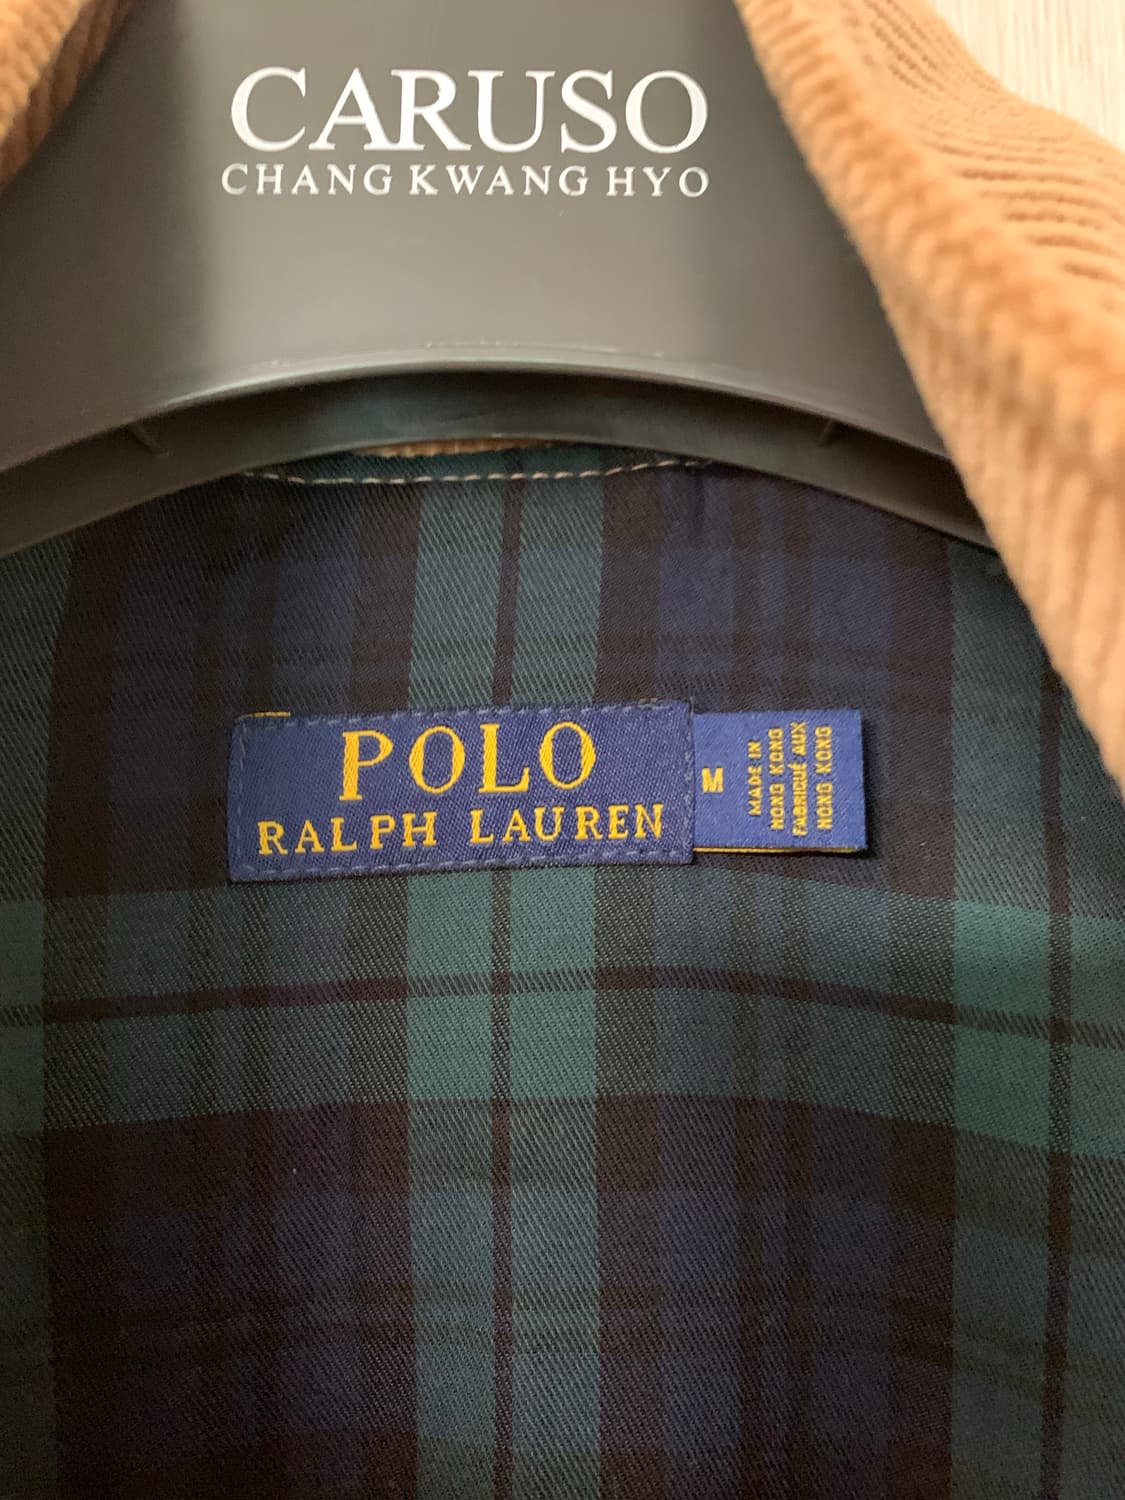 CARUSO
CHANG KWANG HYO
POLO
RALPH LAUREN
M
MADE IN
HONG KONG
FABRIQUÉ AUX
HONG KONG